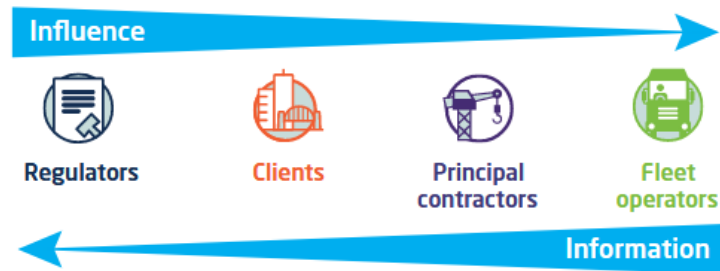 Influence
Regulators
Clients
Principal
contractors
Fleet
operators
Information